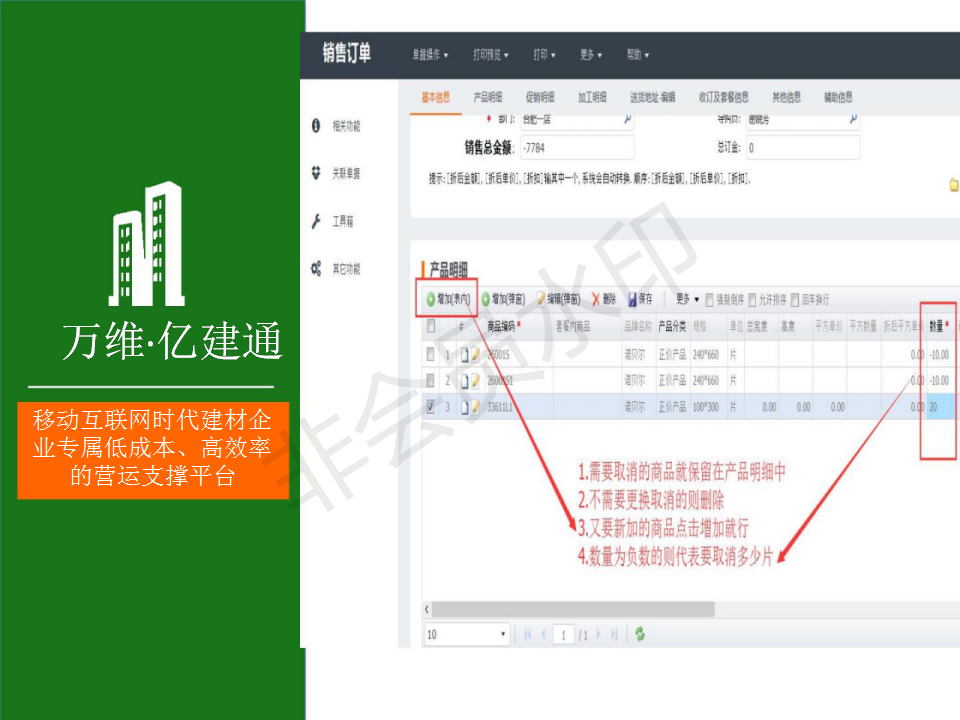 万维·亿建通
移动互联网时代建材企
业专属低成本、高效率
的营运支撑平台
销售订单 单据操作 打印预览 打印 更多 帮助
基本信息 产品明细 促销明细 加工明细 送货地址-编辑 收订及套餐信息 其他信息 辅助信息
相关功能
关联单据
工具箱
其它功能
* 部门: 合肥一店 导购员:
销售总金额: -7784 总订金: 0
提示: [折后金额], [折后单价], [折扣]输其中一个, 系统会自动转换. 顺序: [折后金额], [折后单价], [折扣].
产品明细
增加(表内) 增加(弹窗) 编辑(弹窗) 删除 保存 更多 强制倒序 允许排序 回车换行
# 商品编码* 套餐内商品 品牌名称 产品分类 规格 单位 总宽度 高度 平方单价 平方数量 折后平方单价 数量*
1 诺贝尔 正价产品 240*660 片 0.00 -10.00
2 诺贝尔 正价产品 240*660 片 0.00 -10.00
3 33611L1 诺贝尔 正价产品 100*300 片 0.00 0.00 0.00 0.00 20
1.需要取消的商品就保留在产品明细中
2.不需要更换取消的则删除
3.又要新加的商品点击增加就行
4.数量为负数的则代表要取消多少片
10 1 /1
非会员水印